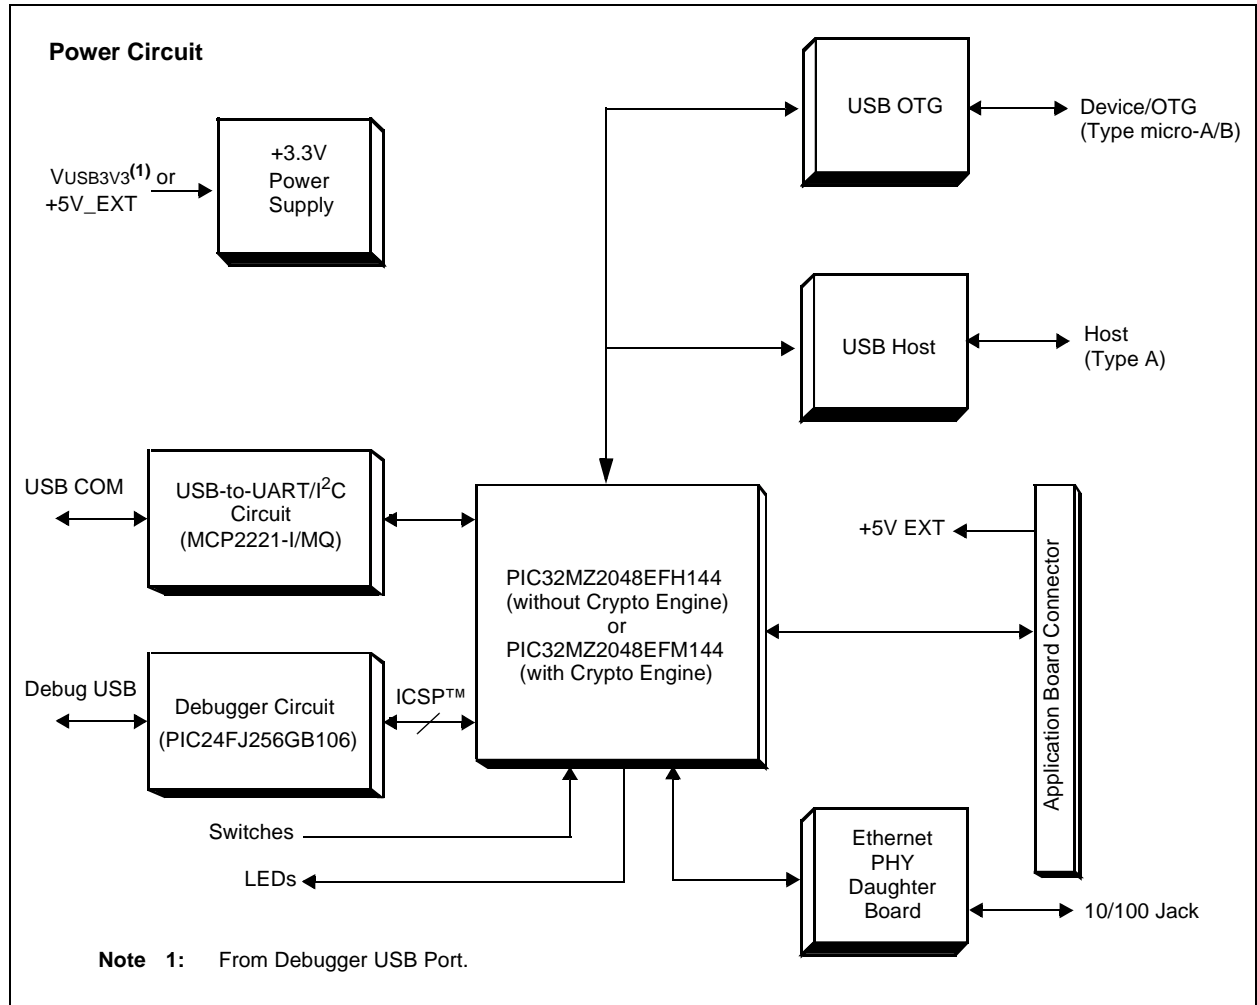 Power Circuit
+3.3V
Power
Supply
VUSB3V3(1) or
+5V_EXT
USB OTG
Device/OTG
(Type micro-A/B)
USB Host
Host
(Type A)
USB COM
USB-to-UART/I2C
Circuit
(MCP2221-I/MQ)
PIC32MZ2048EFH144
(without Crypto Engine)
or
PIC32MZ2048EFM144
(with Crypto Engine)
+5V EXT
Application Board Connector
Debug USB
Debugger Circuit
(PIC24FJ256GB106)
ICSP™
Switches
LEDs
Ethernet
PHY
Daughter
Board
10/100 Jack
Note 1: From Debugger USB Port.